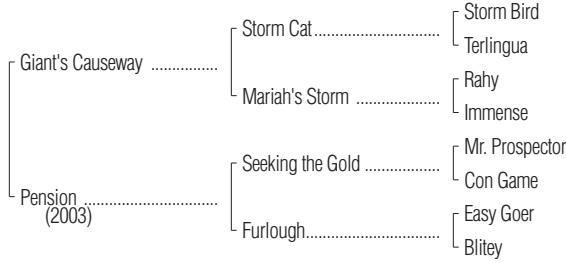 Storm Bird
Storm Cat................................
Terlingua
Giant's Causeway ................
Rahy
Mariah's Storm .....................
Immense
Mr. Prospector
Seeking the Gold ...................
Con Game
Pension .................................
(2003)
Easy Goer
Furlough.................................
Blitey